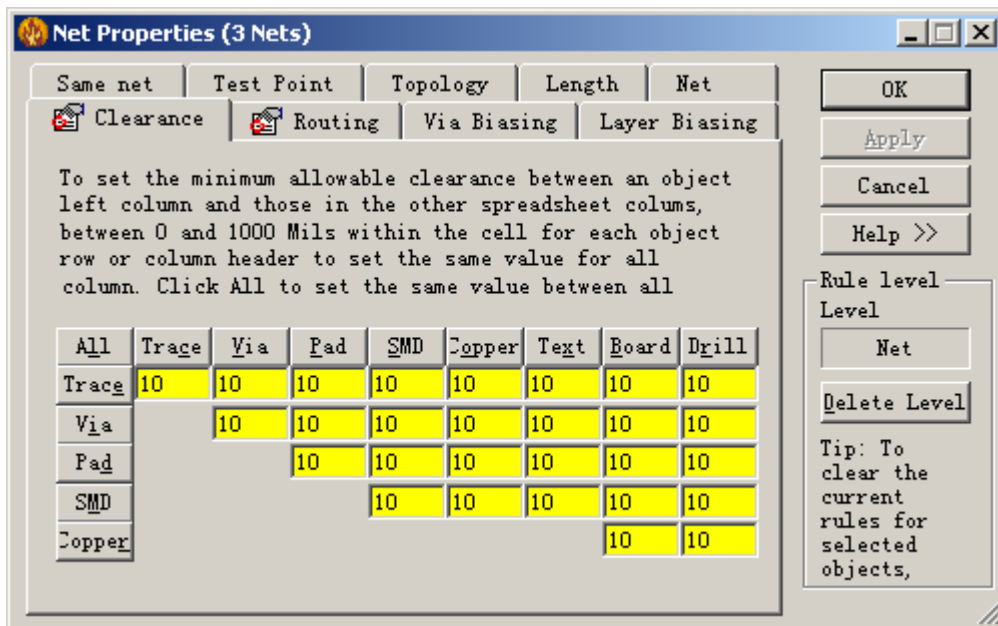 Net Properties (3 Nets)
Same net Test Point Topology Length Net
Clearance Routing Via Biasing Layer Biasing
To set the minimum allowable clearance between an object
left column and those in the other spreadsheet colums,
between 0 and 1000 Mils within the cell for each object
row or column header to set the same value for all
column. Click All to set the same value between all
All Trace Via Pad SMD Copper Text Board Drill
Trace 10 10 10 10 10 10 10 10
Via 10 10 10 10 10 10 10
Pad 10 10 10 10 10 10
SMD 10 10 10 10 10
Copper 10 10
OK
Apply
Cancel
Help >>
Rule level
Level
Net
Delete Level
Tip: To
clear the
current
rules for
selected
objects,